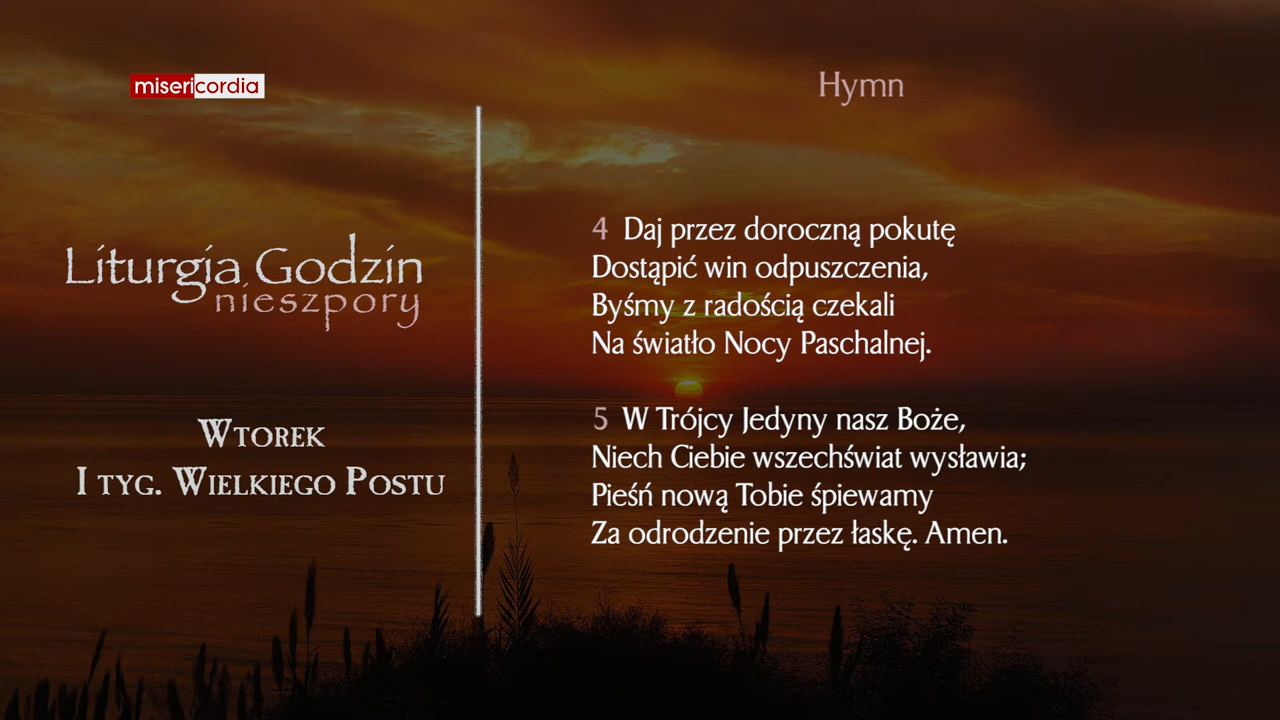 misericordia
Liturgia Godzin
nieszpory
Wtorek
I tyg. Wielkiego Postu
Hymn
4 Daj przez doroczną pokutę
Dostąpić win odpuszczenia,
Byśmy z radością czekali
Na światło Nocy Paschalnej.
5 W Trójcy Jedyny nasz Boże,
Niech Ciebie wszechświat wysławia;
Pieśń nową Tobie śpiewamy
Za odrodzenie przez łaskę. Amen.